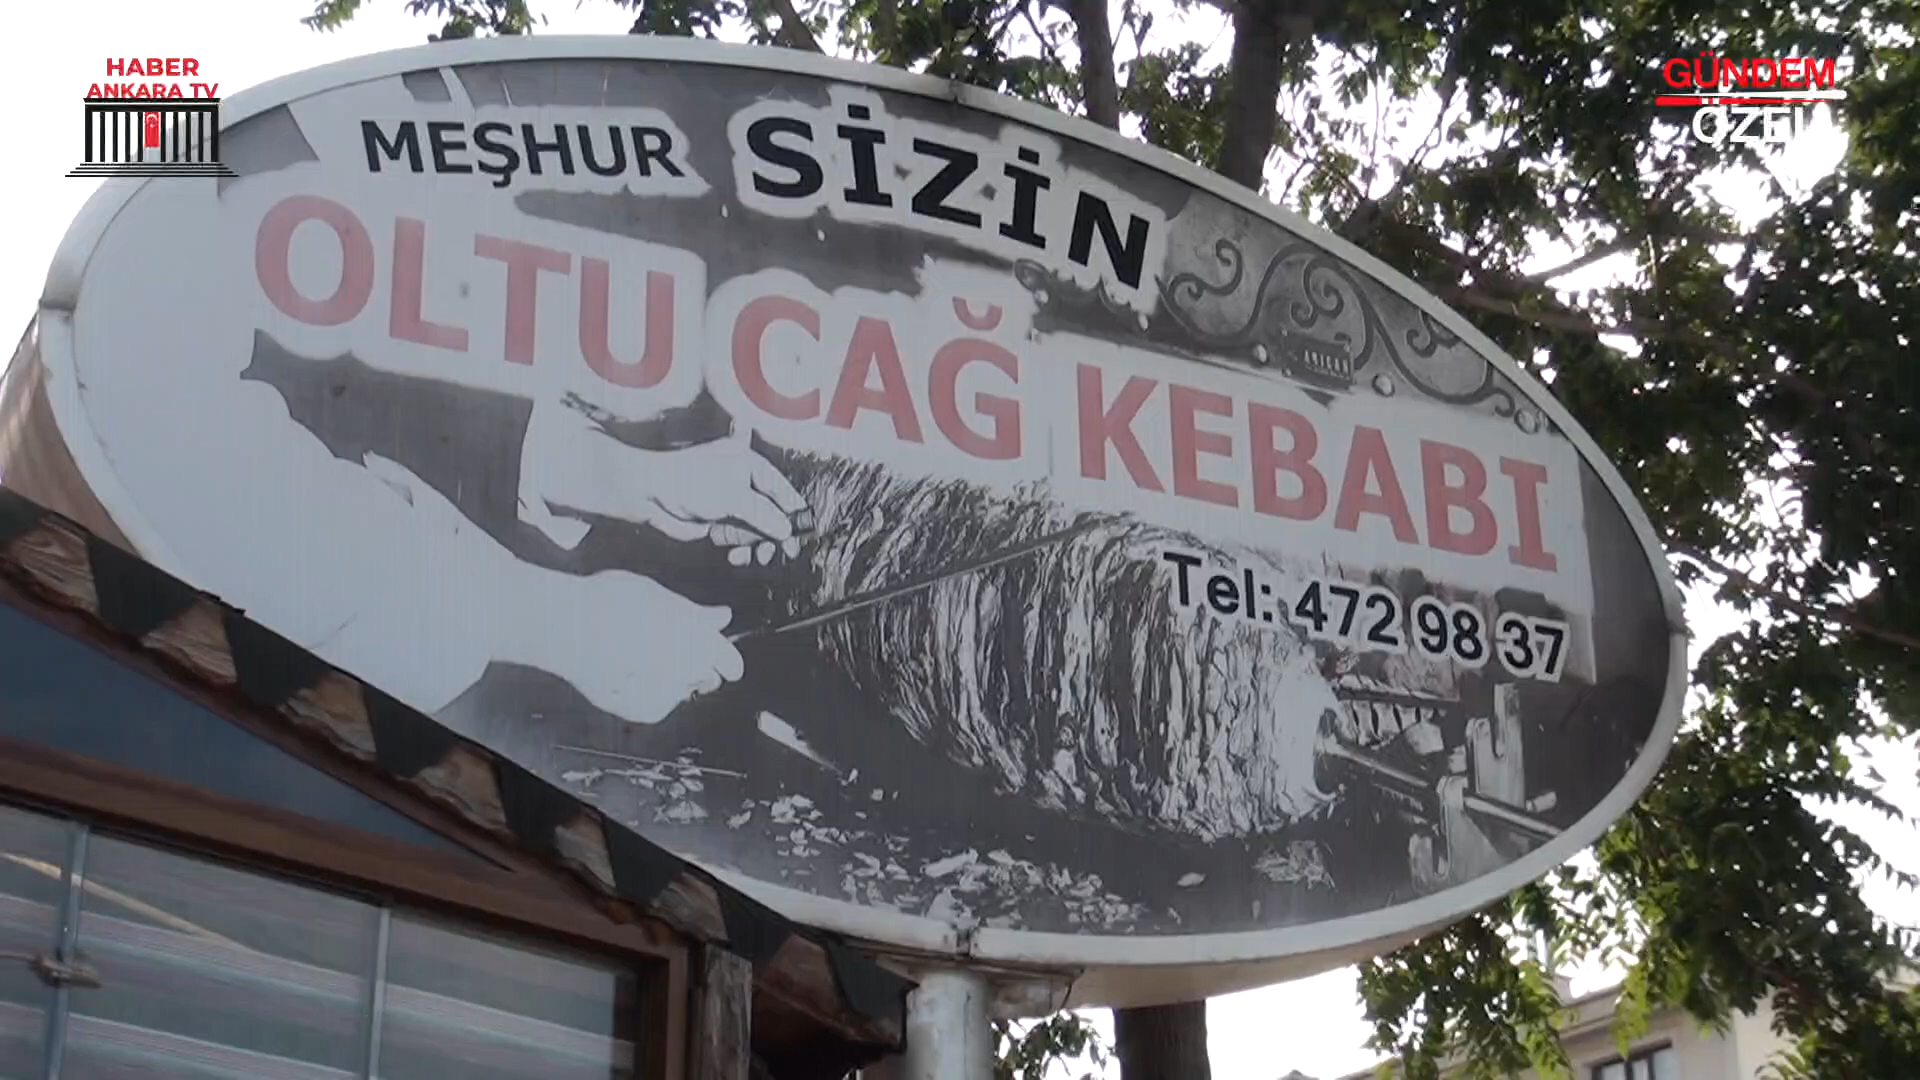 HABER
ANKARA TV
GÜNDEM
ÖZEL
MEŞHUR SİZİN
OLTU CAĞ KEBABI
Tel: 472 98 37